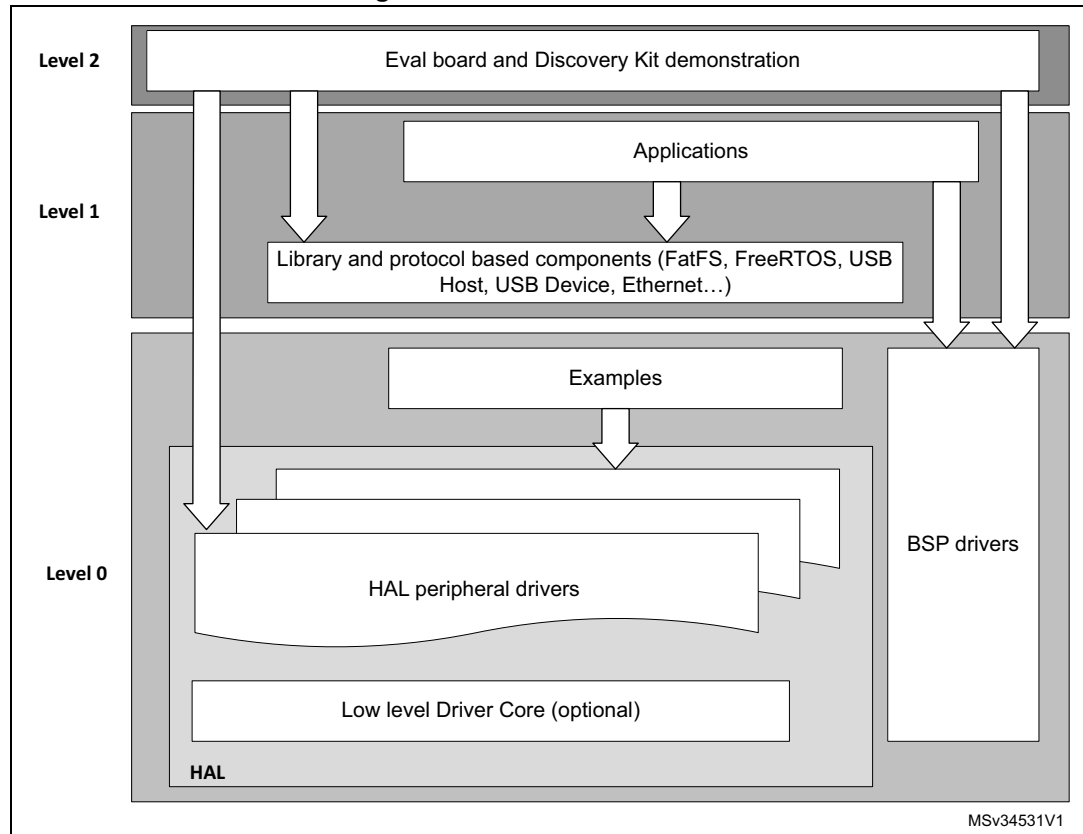 Level 2
Eval board and Discovery Kit demonstration
Applications
Level 1
Library and protocol based components (FatFS, FreeRTOS, USB
Host, USB Device, Ethernet…)
Examples
BSP drivers
Level 0
HAL peripheral drivers
Low level Driver Core (optional)
HAL
MSv34531V1